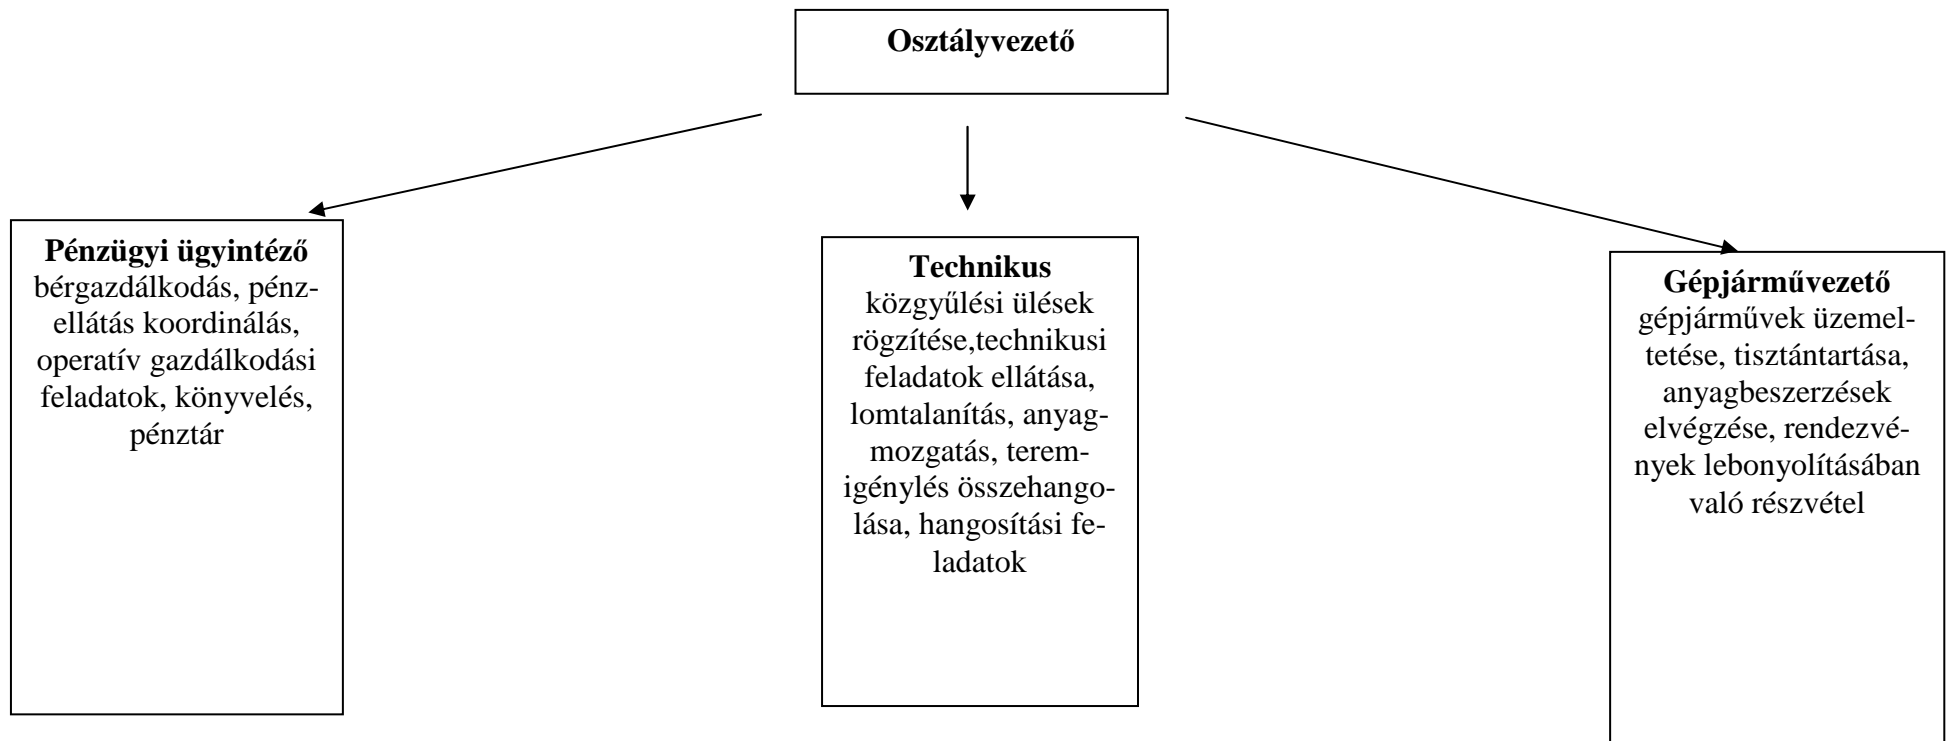 Osztályvezető
Pénzügyi ügyintéző
bérgazdálkodás, pénz-
ellátás koordinálás,
operatív gazdálkodási
feladatok, könyvelés,
pénztár
Technikus
közgyűlési ülések
rögzítése,technikusi
feladatok ellátása,
lomtalanítás, anyag-
mozgatás, terem-
igénylés összehango-
lása, hangosítási fe-
ladatok
Gépjárművezető
gépjárművek üzemel-
tetése, tisztántartása,
anyagbeszerzések
elvégzése, rendezvé-
nyek lebonyolításában
való részvétel